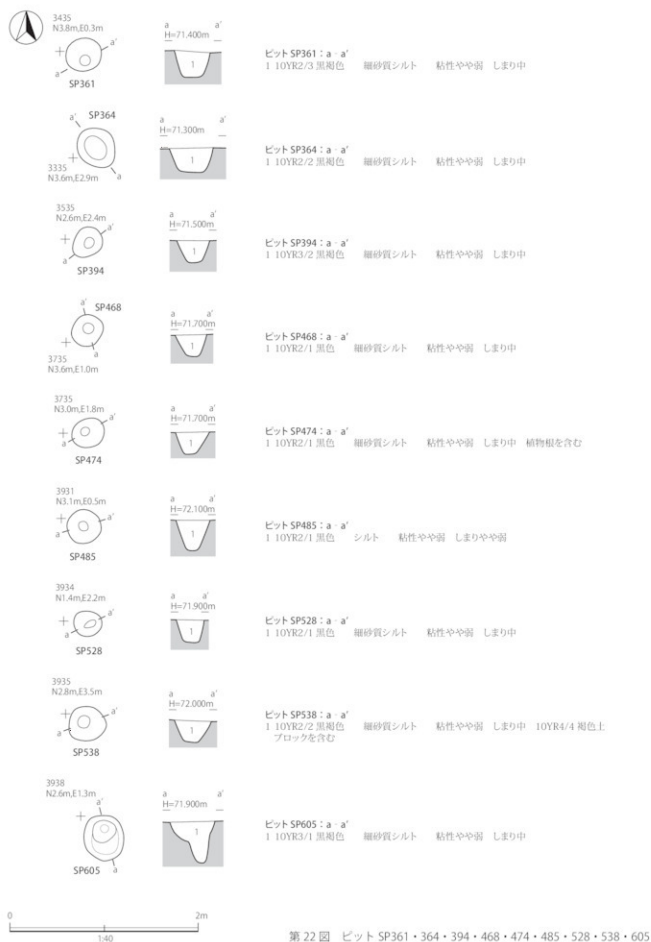 3435
N3.8m,E0.3m
a'
a
SP361
a a'
H=71.400m
1
ピット SP361：a‐a'
1 10YR2/3 黒褐色 細砂質シルト 粘性やや弱 しまり中
a' SP364
3335
N3.6m,E2.9m
a
a a'
H=71.300m
1
ピット SP364：a‐a'
1 10YR2/2 黒褐色 細砂質シルト 粘性やや弱 しまり中
3535
N2.6m,E2.4m
a'
a
SP394
a a'
H=71.500m
1
ピット SP394：a‐a'
1 10YR3/2 黒褐色 細砂質シルト 粘性やや弱 しまり中
a' SP468
a
3735
N3.6m,E1.0m
a a'
H=71.700m
1
ピット SP468：a‐a'
1 10YR2/1 黒色 細砂質シルト 粘性やや弱 しまり中
3735
N3.0m,E1.8m
a'
a
SP474
a a'
H=71.700m
1
ピット SP474：a‐a'
1 10YR2/1 黒色 細砂質シルト 粘性やや弱 しまり中 植物根を含む
3931
N3.1m,E0.5m
a'
a
SP485
a a'
H=72.100m
1
ピット SP485：a‐a'
1 10YR2/1 黒色 シルト 粘性やや弱 しまりやや弱
3934
N1.4m,E2.2m
a'
a
SP528
a a'
H=71.900m
1
ピット SP528：a‐a'
1 10YR2/1 黒色 細砂質シルト 粘性やや弱 しまり中
3935
N2.8m,E3.5m
a'
a
SP538
a a'
H=72.000m
1
ピット SP538：a‐a'
1 10YR2/2 黒褐色 細砂質シルト 粘性やや弱 しまり中 10YR4/4 褐色土
ブロックを含む
3938
N2.6m,E1.3m
a'
SP605 a
a a'
H=71.900m
1
ピット SP605：a‐a'
1 10YR3/1 黒褐色 細砂質シルト 粘性やや弱 しまり中
0 2m
1:40
第 22 図 ピット SP361・364・394・468・474・485・528・538・605